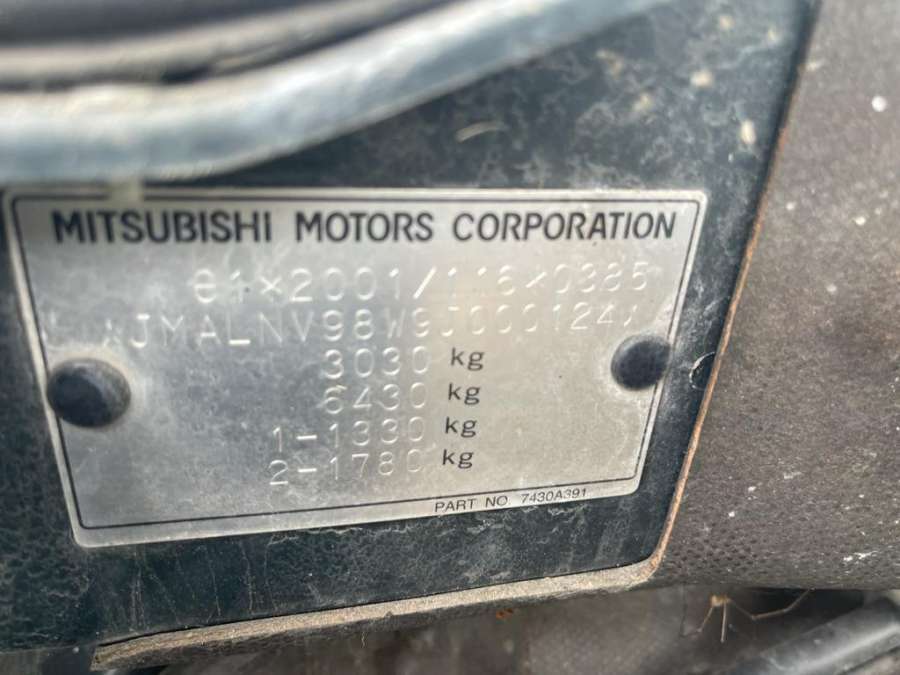 MITSUBISHI MOTORS CORPORATION
e1*2001/116*0385
*JMALNV98W9J000124*
3030 kg
6430 kg
1-1330 kg
2-1780 kg
PART NO. 7430A391